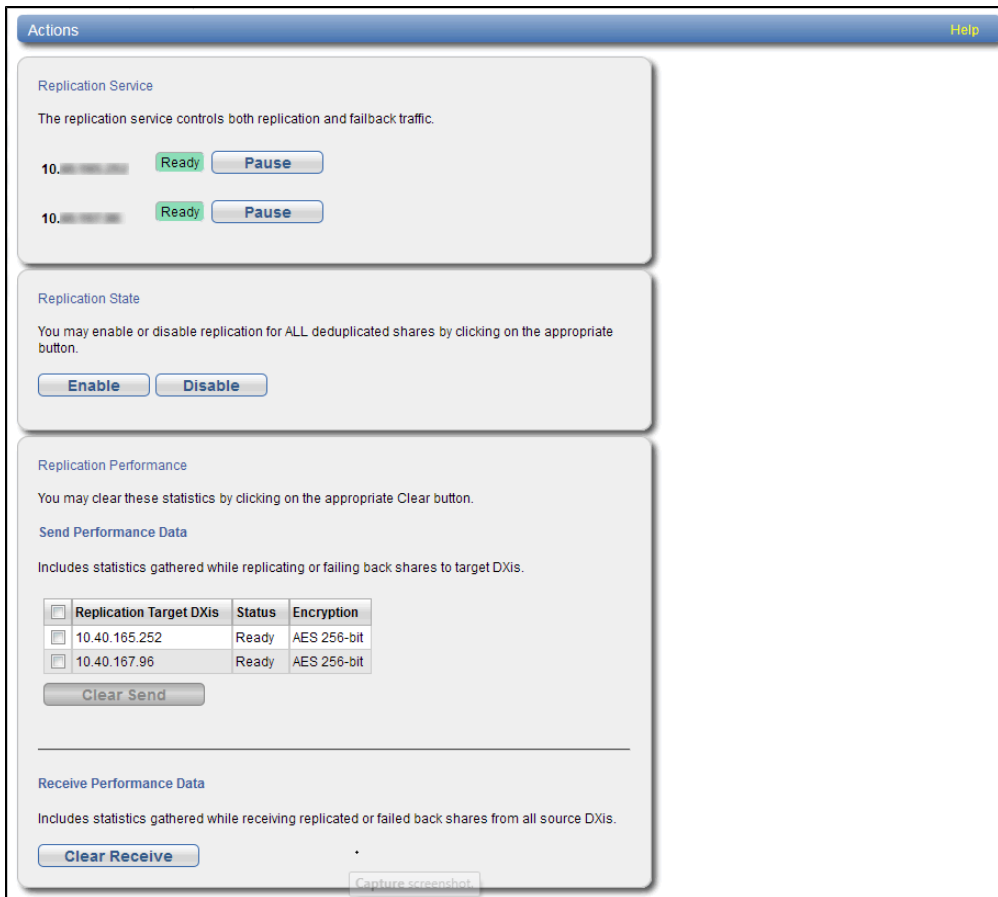 Actions
Help
Replication Service
The replication service controls both replication and failback traffic.
10.
Ready
Pause
10.
Ready
Pause
Replication State
You may enable or disable replication for ALL deduplicated shares by clicking on the appropriate
button.
Enable
Disable
Replication Performance
You may clear these statistics by clicking on the appropriate Clear button.
Send Performance Data
Includes statistics gathered while replicating or failing back shares to target DXis.
Replication Target DXis Status Encryption
10.40.165.252 Ready AES 256-bit
10.40.167.96 Ready AES 256-bit
Clear Send
Receive Performance Data
Includes statistics gathered while receiving replicated or failed back shares from all source DXis.
Clear Receive
Capture screenshot.